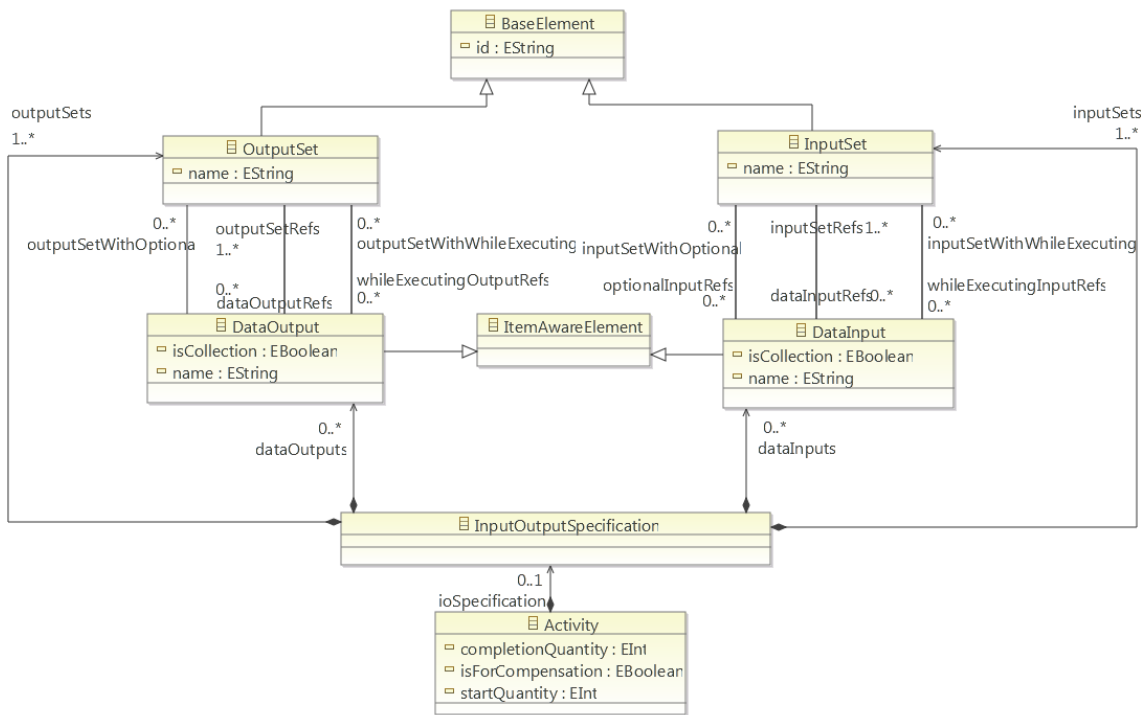 BaseElement
id : EString
outputSets
1..*
inputSets
1..*
OutputSet
name : EString
InputSet
name : EString
0..*
outputSetWithOptiona
outputSetRefs
1..*
0..*
outputSetWithWhileExecuting
0..*
inputSetWithOptional
inputSetRefs 1..*
0..*
inputSetWithWhileExecuting
0..*
dataOutputRefs
whileExecutingOutputRefs
0..*
optionalInputRefs
0..*
dataInputRefs 0..*
whileExecutingInputRefs
0..*
DataOutput
isCollection : EBoolean
name : EString
ItemAwareElement
DataInput
isCollection : EBoolean
name : EString
0..*
dataOutputs
0..*
dataInputs
InputOutputSpecification
0..1
ioSpecification
Activity
completionQuantity : EInt
isForCompensation : EBoolean
startQuantity : EInt